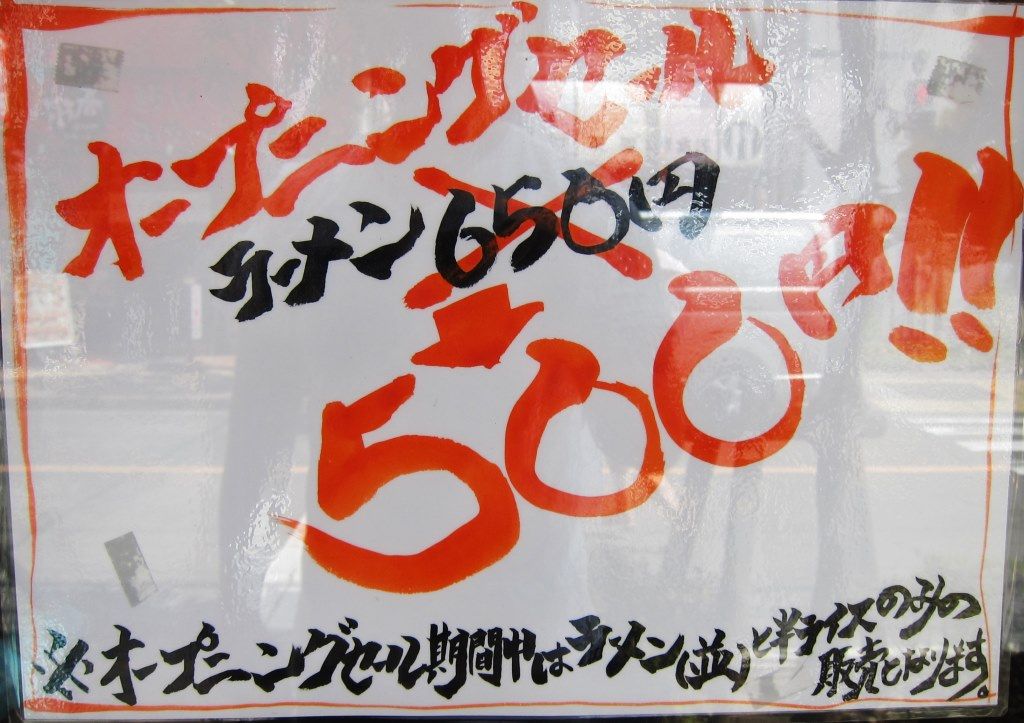 オープニングセール
ラーメン650円
500円!!
※オープニングセール期間中はラーメン(並)と半ライスのみの
販売となります。